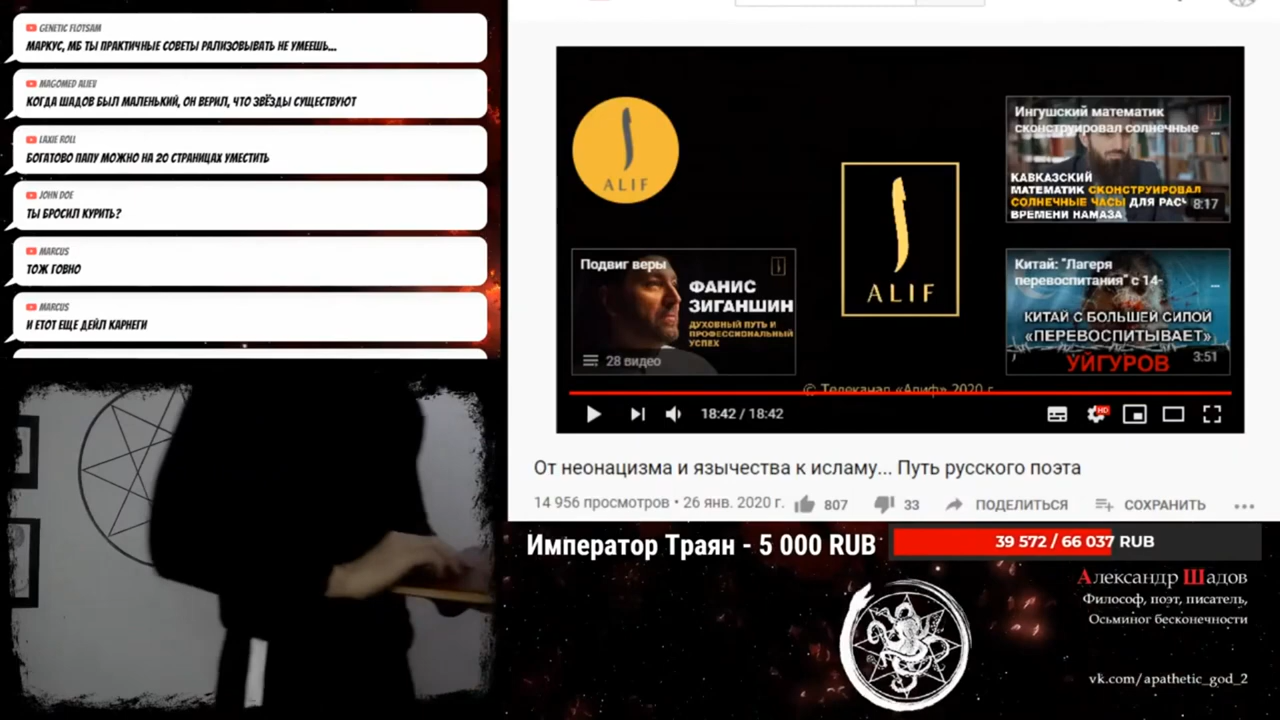 GENETIC FLOTSAM
МАРКУС, МБ ТЫ ПРАКТИЧНЫЕ СОВЕТЫ РАЛИЗОВЫВАТЬ НЕ УМЕЕШЬ...
MAGOMED ALIEV
КОГДА ШАДОВ БЫЛ МАЛЕНЬКИЙ, ОН ВЕРИЛ, ЧТО ЗВЁЗДЫ СУЩЕСТВУЮТ
LAXIE ROLL
БОГАТОВО ПАПУ МОЖНО НА 20 СТРАНИЦАХ УМЕСТИТЬ
JOHN DOE
ТЫ БРОСИЛ КУРИТЬ?
MARCUS
ТОЖ ГОВНО
MARCUS
И ЕТОТ ЕЩЕ ДЕЙЛ КАРНЕГИ
ALIF
Подвиг веры
ФАНИС
ЗИГАНШИН
ДУХОВНЫЙ ПУТЬ И
ПРОФЕССИОНАЛЬНЫЙ
УСПЕХ
28 видео
ALIF
Ингушский математик
сконструировал солнечные ...
КАВКАЗСКИЙ
МАТЕМАТИК СКОНСТРУИРОВАЛ
СОЛНЕЧНЫЕ ЧАСЫ ДЛЯ РАСЧ
ВРЕМЕНИ НАМАЗА
8:17
Китай: "Лагеря
перевоспитания" с 14- ...
КИТАЙ С БОЛЬШЕЙ СИЛОЙ
«ПЕРЕВОСПИТЫВАЕТ»
УЙГУРОВ
3:51
© Телеканал «Алиф» 2020 г.
18:42 / 18:42
HD
От неонацизма и язычества к исламу... Путь русского поэта
14 956 просмотров • 26 янв. 2020 г.
807
33
ПОДЕЛИТЬСЯ
СОХРАНИТЬ
Император Траян - 5 000 RUB
39 572 / 66 037 RUB
Александр Шадов
Философ, поэт, писатель,
Осьминог бесконечности
vk.com/apathetic_god_2